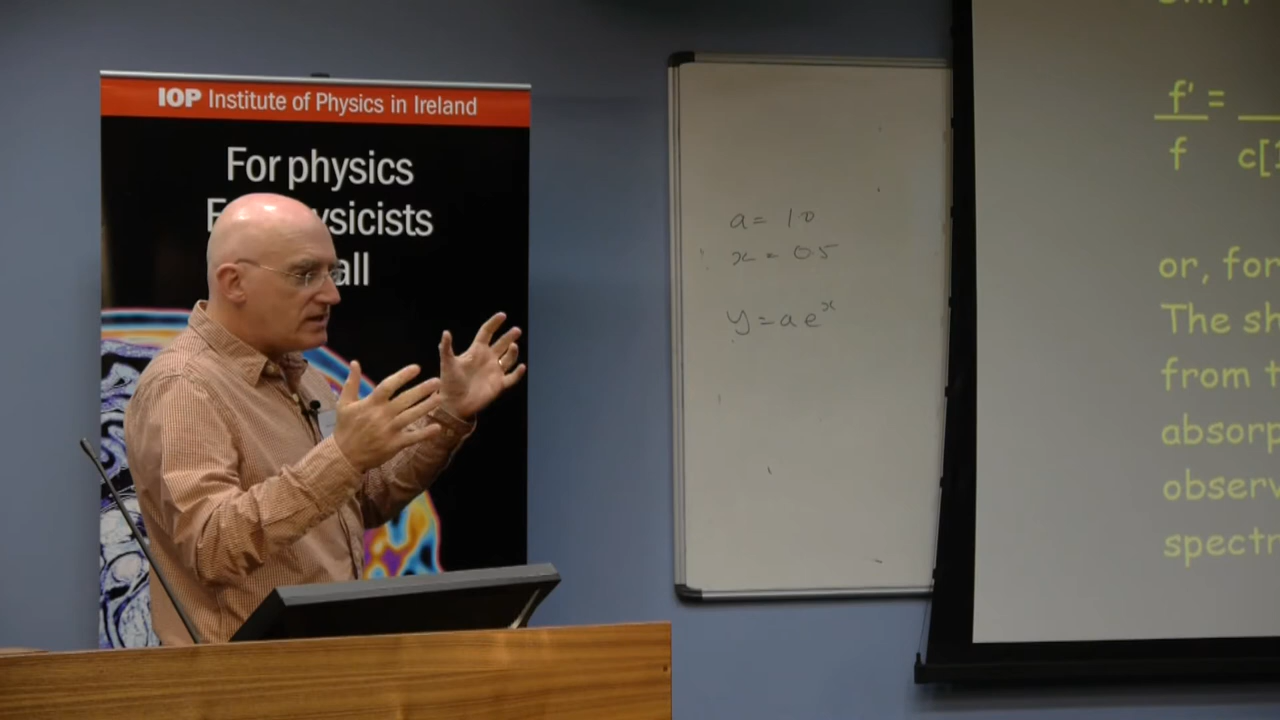 IOP Institute of Physics in Ireland
For physics
all
a = 10
x = 0.5
y = a e^x
f' =
f c[
or, for
The sh
from t
absorp
observ
spectr